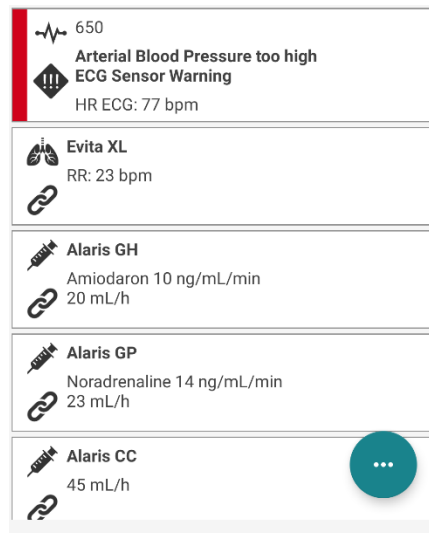 650
Arterial Blood Pressure too high
ECG Sensor Warning
HR ECG: 77 bpm
Evita XL
RR: 23 bpm
Alaris GH
Amiodaron 10 ng/mL/min
20 mL/h
Alaris GP
Noradrenaline 14 ng/mL/min
23 mL/h
Alaris CC
45 mL/h